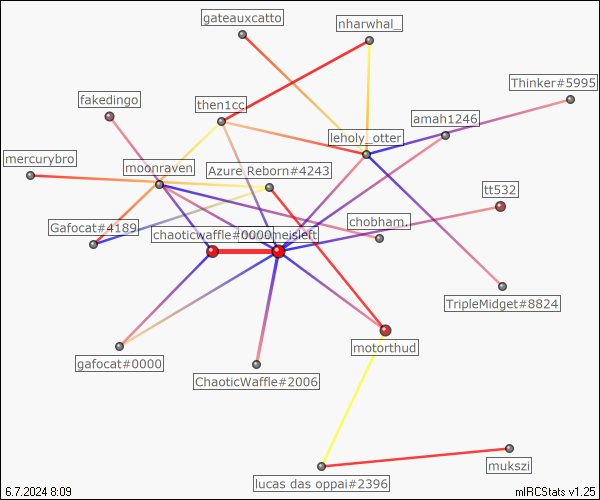 gateauxcatto
nharwhal_
Thinker#5995
fakedingo
then1cc
amah1246
leholy_otter
mercurybro
moonraven
Azure.Reborn#4243
tt532
chobham.
Gafocat#4189
chaoticwaffle#0000
TripleMidget#8824
motorthud
gafocat#0000
ChaoticWaffle#2006
mukszi
lucas das oppai#2396
6.7.2024 8:09
mIRCStats v1.25